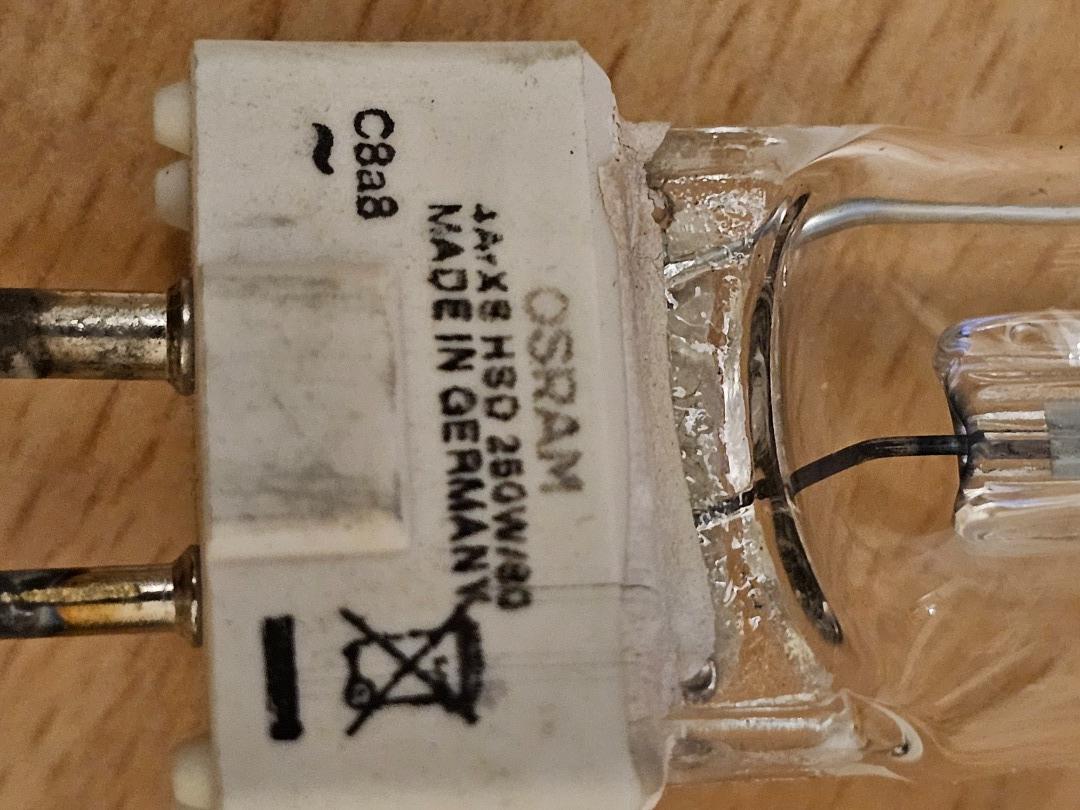 OSRAM
HSD 250W/80
MADE IN GERMANY
C8a8
~